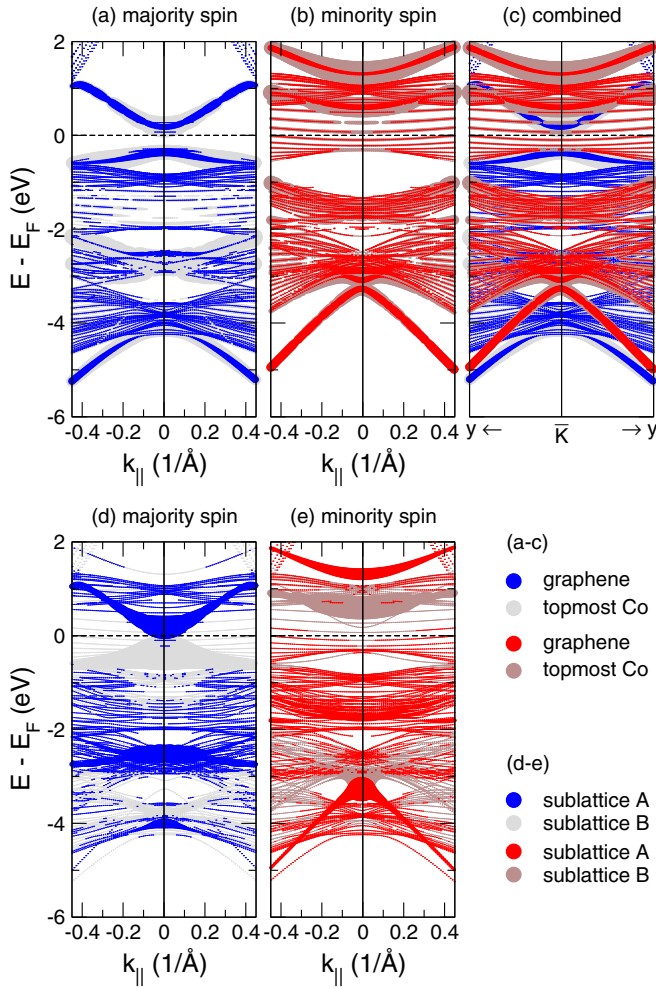 (a) majority spin (b) minority spin (c) combined
2
0
-2
-4
-6
E - E_F (eV)
-0.4 -0.2 0 0.2 0.4 -0.4 -0.2 0 0.2 0.4 y ← K̅ → y
k_|| (1/Å) k_|| (1/Å)
(d) majority spin (e) minority spin
2
0
-2
-4
-6
E - E_F (eV)
-0.4 -0.2 0 0.2 0.4 -0.4 -0.2 0 0.2 0.4
k_|| (1/Å) k_|| (1/Å)
(a-c)
graphene
topmost Co
graphene
topmost Co
(d-e)
sublattice A
sublattice B
sublattice A
sublattice B